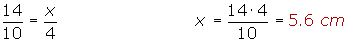 14/10 = x/4    x = 14·4/10 = 5.6 cm